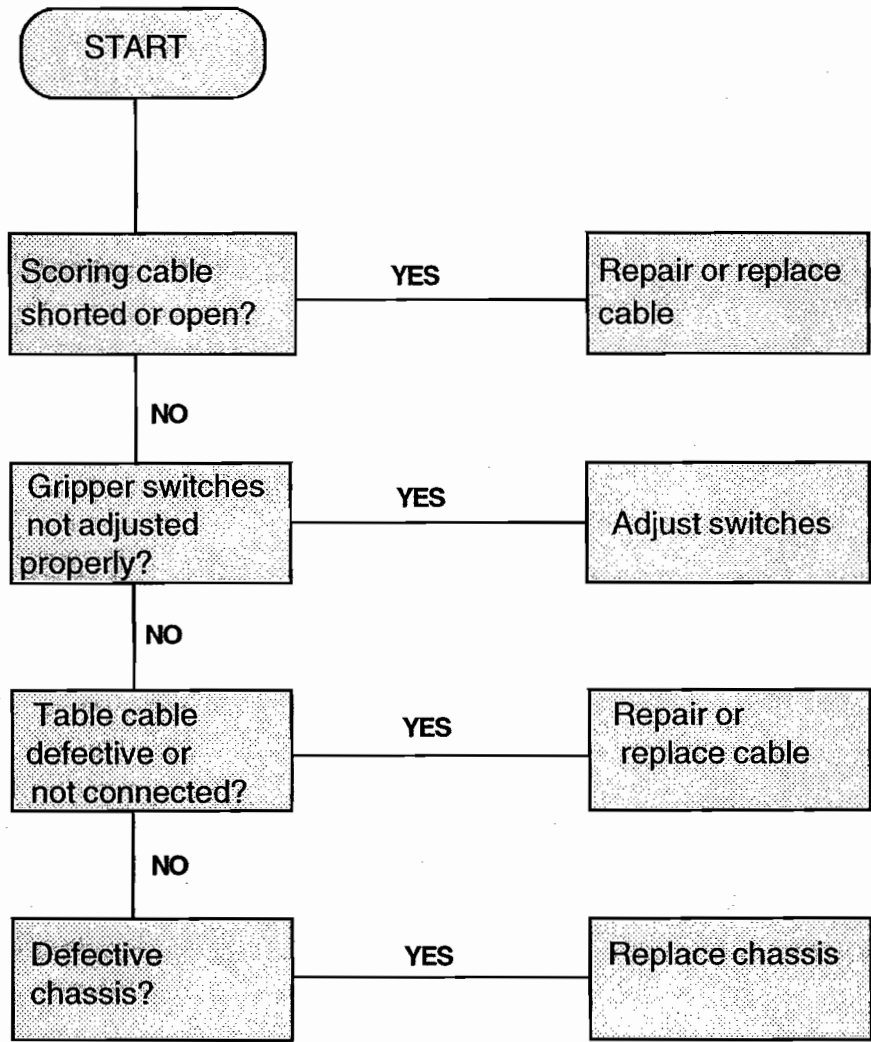 START
Scoring cable
shorted or open?
YES
Repair or replace
cable
NO
Gripper switches
not adjusted
properly?
YES
Adjust switches
NO
Table cable
defective or
not connected?
YES
Repair or
replace cable
NO
Defective
chassis?
YES
Replace chassis